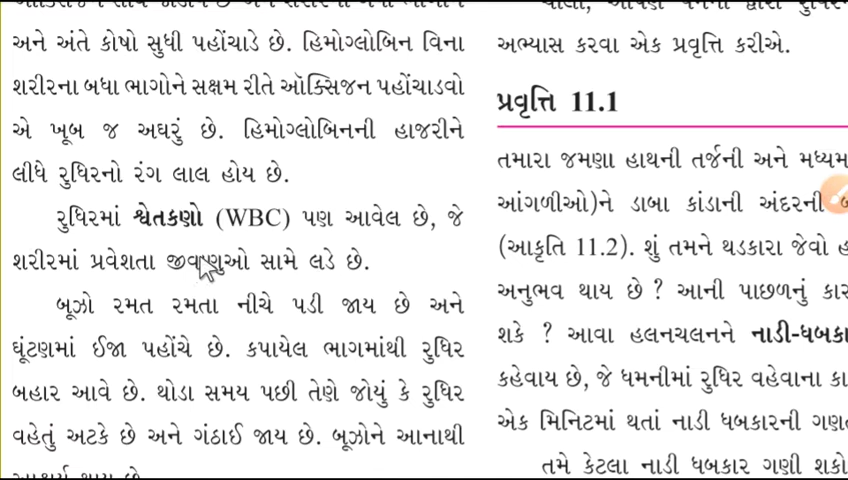 અને અંતે કોષો સુધી પહોંચાડે છે. હિમોગ્લોબિન વિના
શરીરના બધા ભાગોને સક્ષમ રીતે ઑક્સિજન પહોંચાડવો
એ ખૂબ જ અઘરું છે. હિમોગ્લોબિનની હાજરીને
લીધે રુધિરનો રંગ લાલ હોય છે.
રુધિરમાં શ્વેતકણો (WBC) પણ આવેલ છે, જે
શરીરમાં પ્રવેશતા જીવાણુઓ સામે લડે છે.
બૂઝો રમત રમતા નીચે પડી જાય છે અને
ઘૂંટણમાં ઈજા પહોંચે છે. કપાયેલ ભાગમાંથી રુધિર
બહાર આવે છે. થોડા સમય પછી તેણે જોયું કે રુધિર
વહેતું અટકે છે અને ગંઠાઈ જાય છે. બૂઝોને આનાથી
અભ્યાસ કરવા એક પ્રવૃત્તિ કરીએ.
પ્રવૃત્તિ 11.1
તમારા જમણા હાથની તર્જની અને મધ્યમ
આંગળીઓ)ને ડાબા કાંડાની અંદરની
(આકૃતિ 11.2). શું તમને થડકારા જેવો
અનુભવ થાય છે ? આની પાછળનું કાર
શકે ? આવા હલનચલનને નાડી-ધબકા
કહેવાય છે, જે ધમનીમાં રુધિર વહેવાના કા
એક મિનિટમાં થતાં નાડી ધબકારની ગણ
તમે કેટલા નાડી ધબકાર ગણી શકો